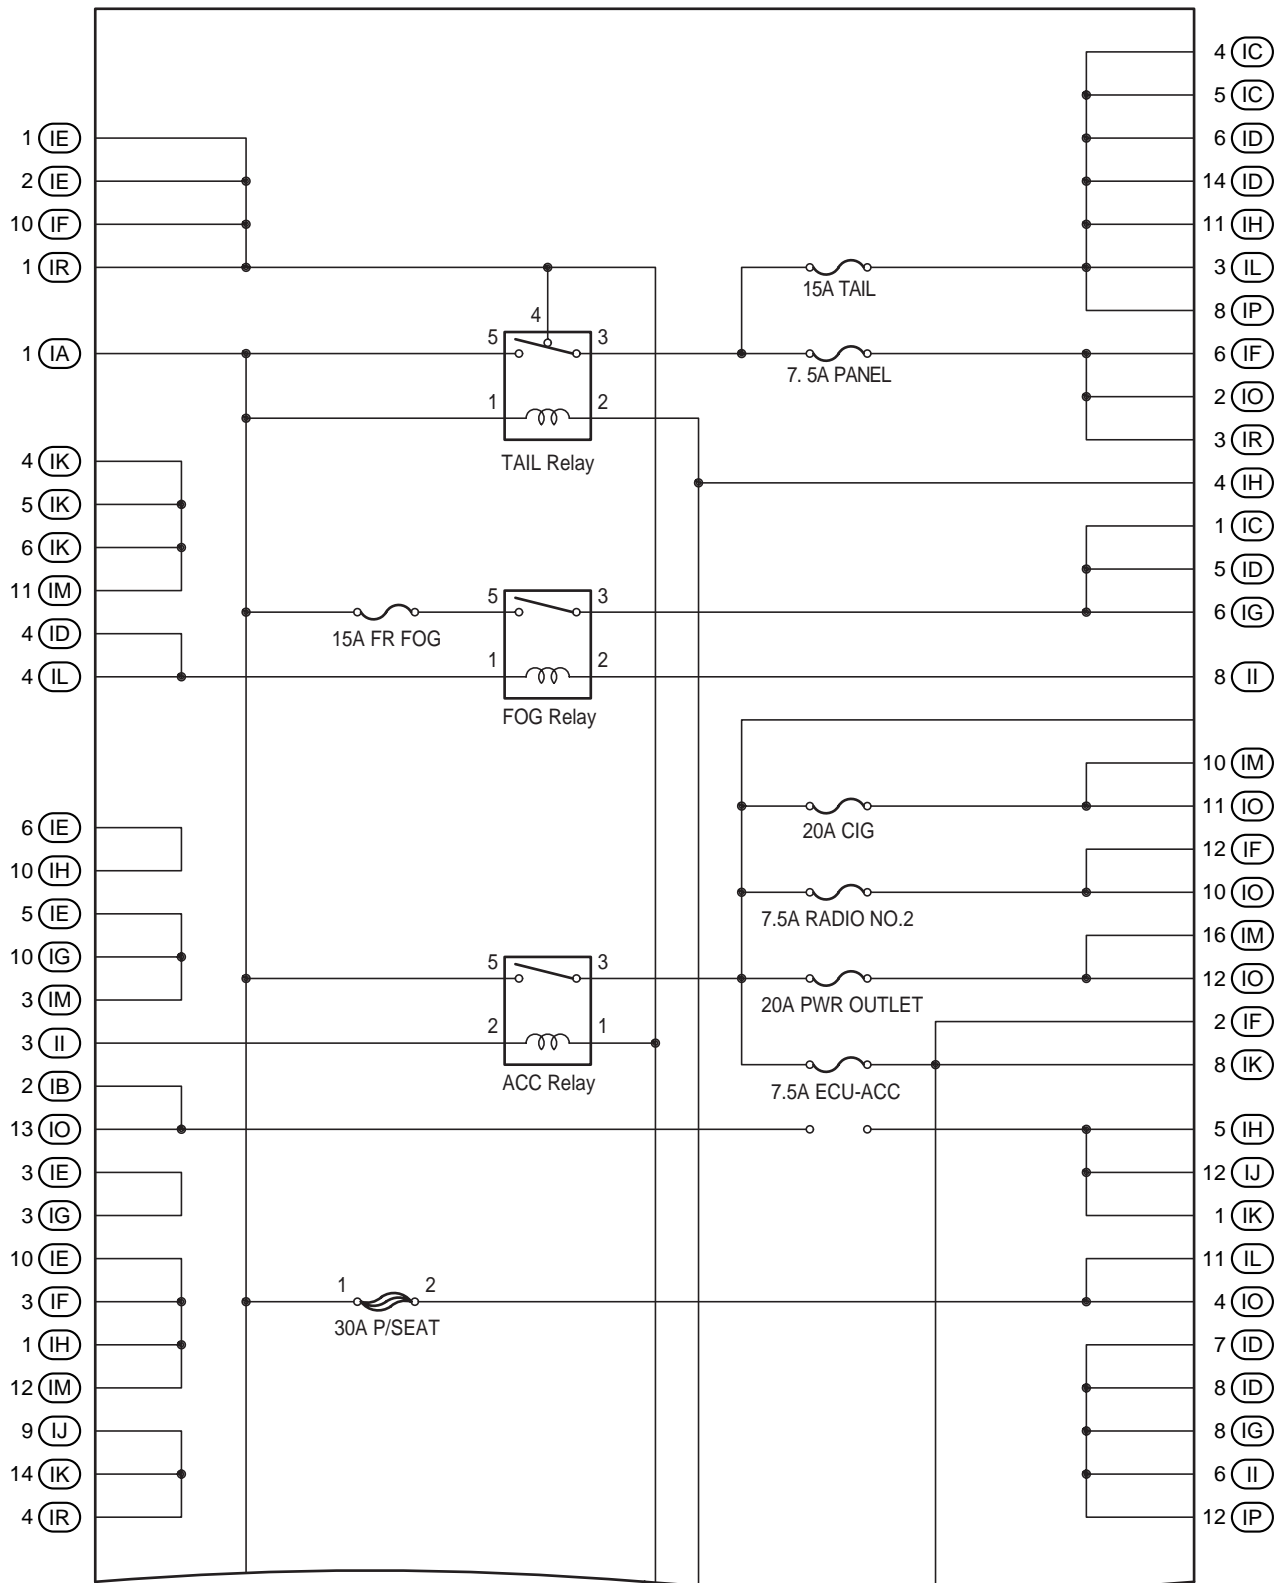 4 IC
5 IC
1 IE
6 ID
2 IE
14 ID
10 IF
11 IH
1 IR
3 IL
15A TAIL
4
8 IP
5
3
1 IA
6 IF
7. 5A PANEL
1
2
2 IO
3 IR
4 IK
TAIL Relay
4 IH
5 IK
1 IC
6 IK
5 ID
11 IM
5
3
6 IG
4 ID
15A FR FOG
1
2
4 IL
8 II
FOG Relay
10 IM
11 IO
6 IE
20A CIG
12 IF
10 IH
10 IO
5 IE
7.5A RADIO NO.2
16 IM
10 IG
5
3
12 IO
3 IM
20A PWR OUTLET
2
1
2 IF
3 II
8 IK
2 IB
ACC Relay
7.5A ECU-ACC
13 IO
5 IH
3 IE
12 IJ
3 IG
1 IK
10 IE
11 IL
1
2
3 IF
4 IO
30A P/SEAT
1 IH
7 ID
12 IM
8 ID
9 IJ
8 IG
14 IK
6 II
4 IR
12 IP